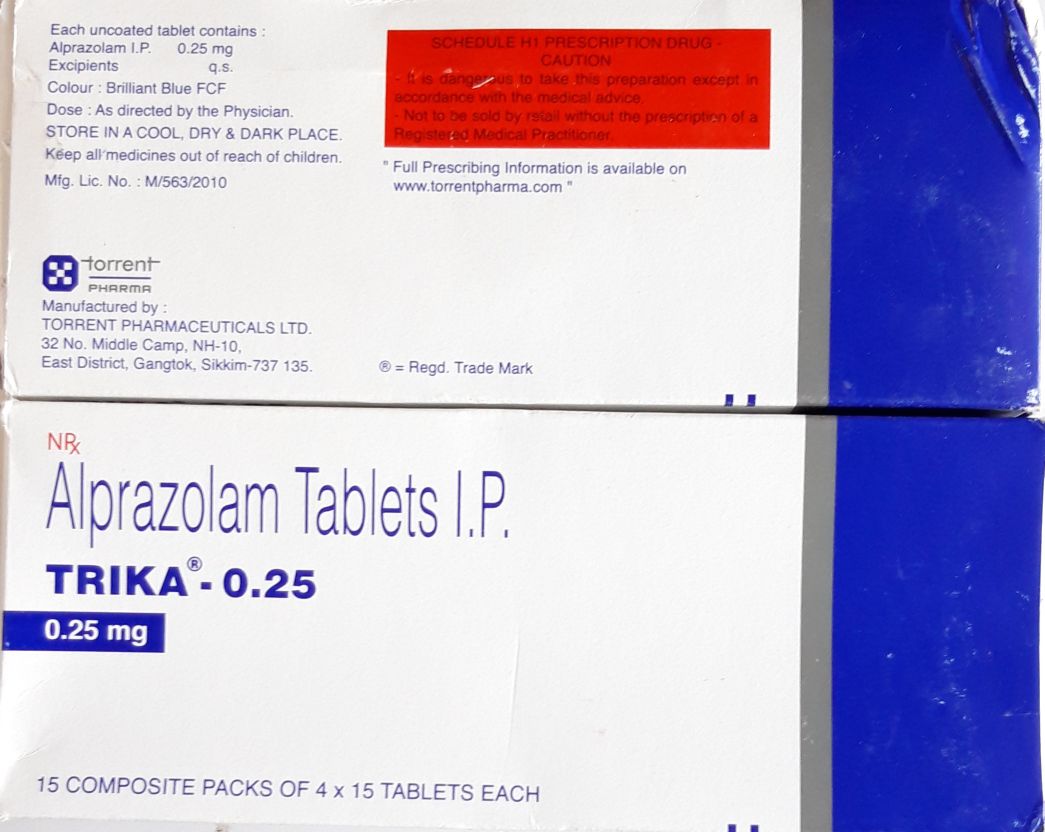 Each uncoated tablet contains :
Alprazolam I.P. 0.25 mg
Excipients q.s.
Colour : Brilliant Blue FCF
Dose : As directed by the Physician.
STORE IN A COOL, DRY & DARK PLACE.
Keep all medicines out of reach of children.
Mfg. Lic. No. : M/563/2010
SCHEDULE H1 PRESCRIPTION DRUG -
CAUTION
- It is dangerous to take this preparation except in
accordance with the medical advice.
- Not to be sold by retail without the prescription of a
Registered Medical Practitioner.
" Full Prescribing Information is available on
www.torrentpharma.com "
torrent
PHARMA
Manufactured by :
TORRENT PHARMACEUTICALS LTD.
32 No. Middle Camp, NH-10,
East District, Gangtok, Sikkim-737 135.
® = Regd. Trade Mark
NRx
Alprazolam Tablets I.P.
TRIKA®- 0.25
0.25 mg
15 COMPOSITE PACKS OF 4 x 15 TABLETS EACH